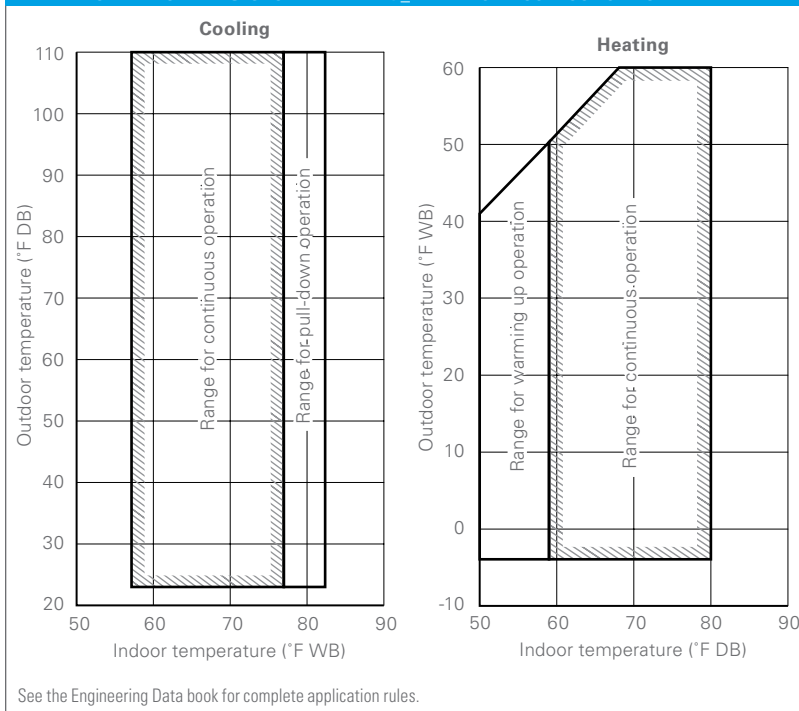 Cooling
110
100
90
80
70
60
50
40
30
20
50 60 70 80 90
Outdoor temperature (°F DB)
Range for continuous operation
Range for pull-down operation
Indoor temperature (°F WB)
Heating
60
50
40
30
20
10
0
-10
50 60 70 80 90
Outdoor temperature (°F WB)
Range for warming up operation
Range for continuous operation
Indoor temperature (°F DB)
See the Engineering Data book for complete application rules.